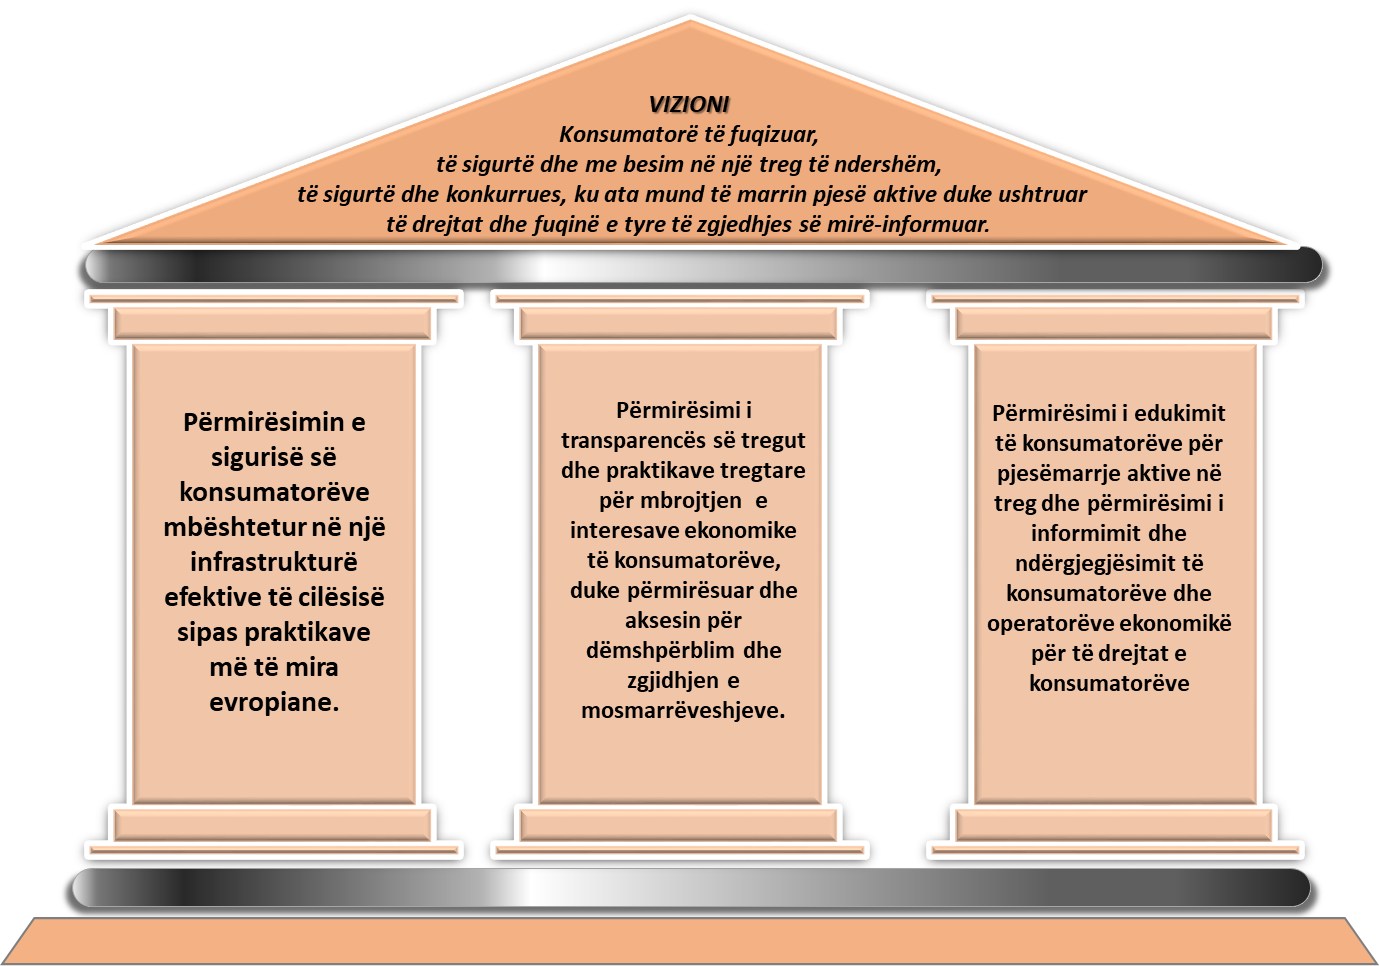 VIZIONI
Konsumatorë të fuqizuar,
të sigurtë dhe me besim në një treg të ndershëm,
të sigurtë dhe konkurrues, ku ata mund të marrin pjesë aktive duke ushtruar
të drejtat dhe fuqinë e tyre të zgjedhjes së mirë-informuar.
Përmirësimin e
sigurisë së
konsumatorëve
mbështetur në një
infrastrukturë
efektive të cilësisë
sipas praktikave
më të mira
evropiane.
Përmirësimi i
transparencës së tregut
dhe praktikave tregtare
për mbrojtjen e
interesave ekonomike
të konsumatorëve,
duke përmirësuar dhe
aksesin për
dëmshpërblim dhe
zgjidhjen e
mosmarrëveshjeve.
Përmirësimi i edukimit
të konsumatorëve për
pjesëmarrje aktive në
treg dhe përmirësimi i
informimit dhe
ndërgjegjësimit të
konsumatorëve dhe
operatorëve ekonomikë
për të drejtat e
konsumatorëve